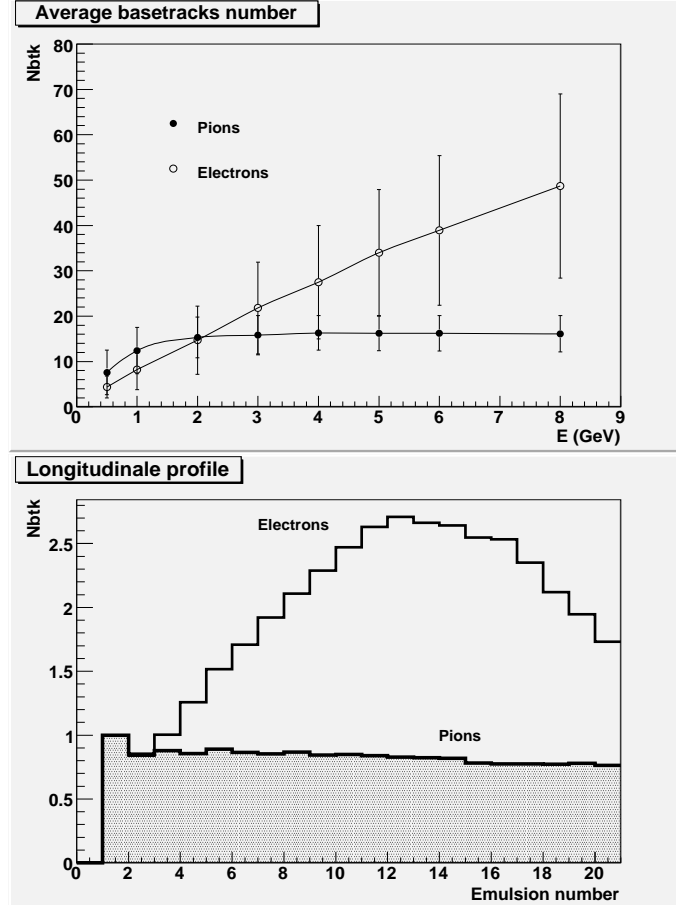 Average basetracks number
Nbtk
80
70
60
50
40
30
20
10
0
Pions
Electrons
0 1 2 3 4 5 6 7 8 9
E (GeV)
Longitudinale profile
Nbtk
2.5
2
1.5
1
0.5
0
Electrons
Pions
0 2 4 6 8 10 12 14 16 18 20
Emulsion number